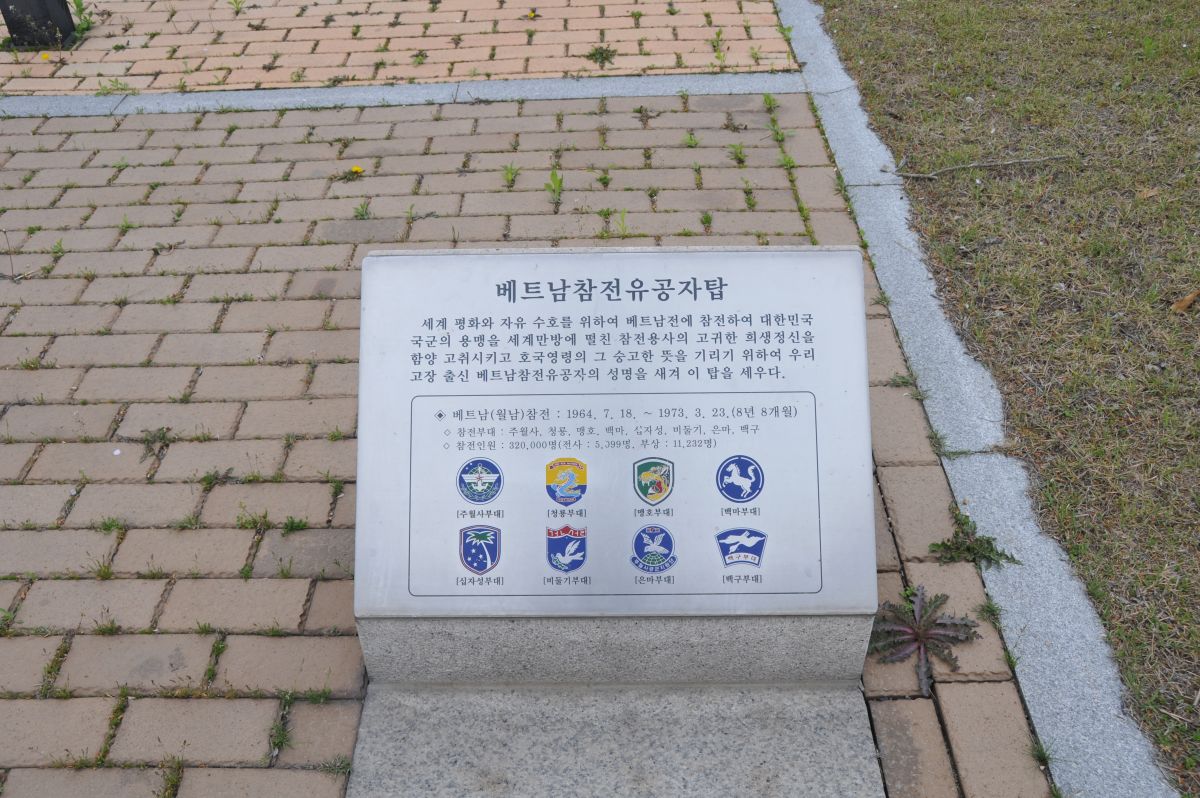 베트남참전유공자탑
세계 평화와 자유 수호를 위하여 베트남전에 참전하여 대한민국
국군의 용맹을 세계만방에 떨친 참전용사의 고귀한 희생정신을
함양 고취시키고 호국영령의 그 숭고한 뜻을 기리기 위하여 우리
고장 출신 베트남참전유공자의 성명을 새겨 이 탑을 세우다.
◈ 베트남(월남)참전 : 1964. 7. 18. ~ 1973. 3. 23.(8년 8개월)
◇ 참전부대 : 주월사, 청룡, 맹호, 백마, 십자성, 비둘기, 은마, 백구
◇ 참전인원 : 320,000명(전사 : 5,399명, 부상 : 11,232명)
[주월사부대] [청룡부대] [맹호부대] [백마부대]
백구부대
[십자성부대] [비둘기부대] [은마부대] [백구부대]